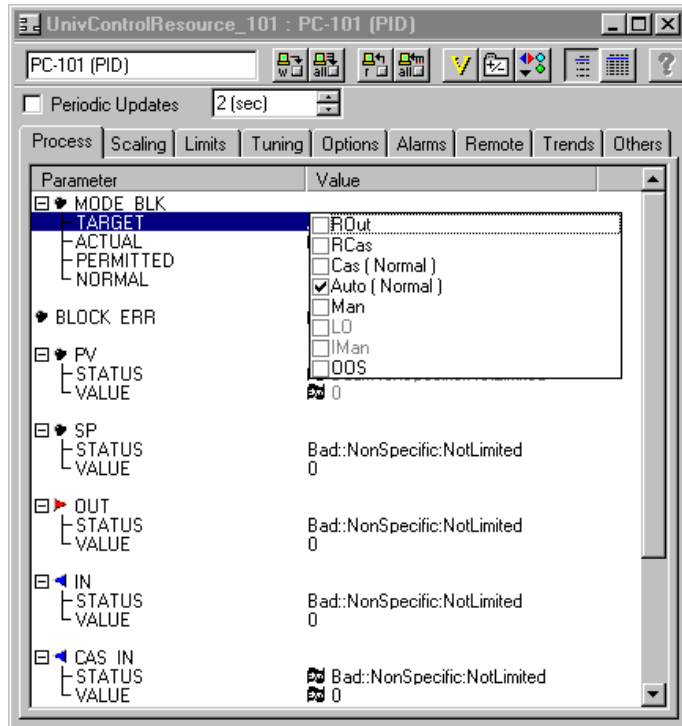 UnivControlResource_101 : PC-101 (PID)
PC-101 (PID)
w
all
r
all
?
Periodic Updates
2 (sec)
Process
Scaling
Limits
Tuning
Options
Alarms
Remote
Trends
Others
Parameter
Value
MODE_BLK
TARGET
ACTUAL
PERMITTED
NORMAL
ROut
RCas
Cas ( Normal )
Auto ( Normal )
Man
LO
IMan
OOS
BLOCK_ERR
PV
STATUS
VALUE 0
SP
STATUS Bad::NonSpecific:NotLimited
VALUE 0
OUT
STATUS Bad::NonSpecific:NotLimited
VALUE 0
IN
STATUS Bad::NonSpecific:NotLimited
VALUE 0
CAS_IN
STATUS Bad::NonSpecific:NotLimited
VALUE 0